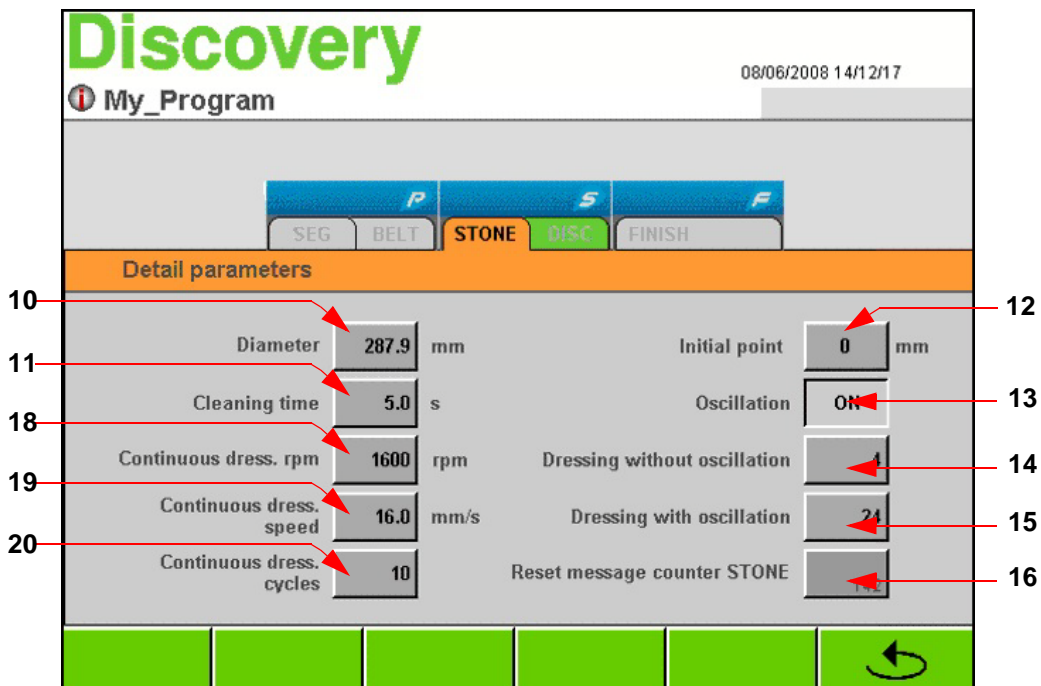 Discovery
08/06/2008 14/12/17
My_Program
P S F
SEG BELT STONE DISC FINISH
Detail parameters
10 Diameter 287.9 mm
Initial point 0 mm 12
11 Cleaning time 5.0 s
Oscillation ON 13
18 Continuous dress. rpm 1600 rpm
Dressing without oscillation 4 14
19 Continuous dress.
speed 16.0 mm/s
Dressing with oscillation 24 15
20 Continuous dress.
cycles 10
Reset message counter STONE 16